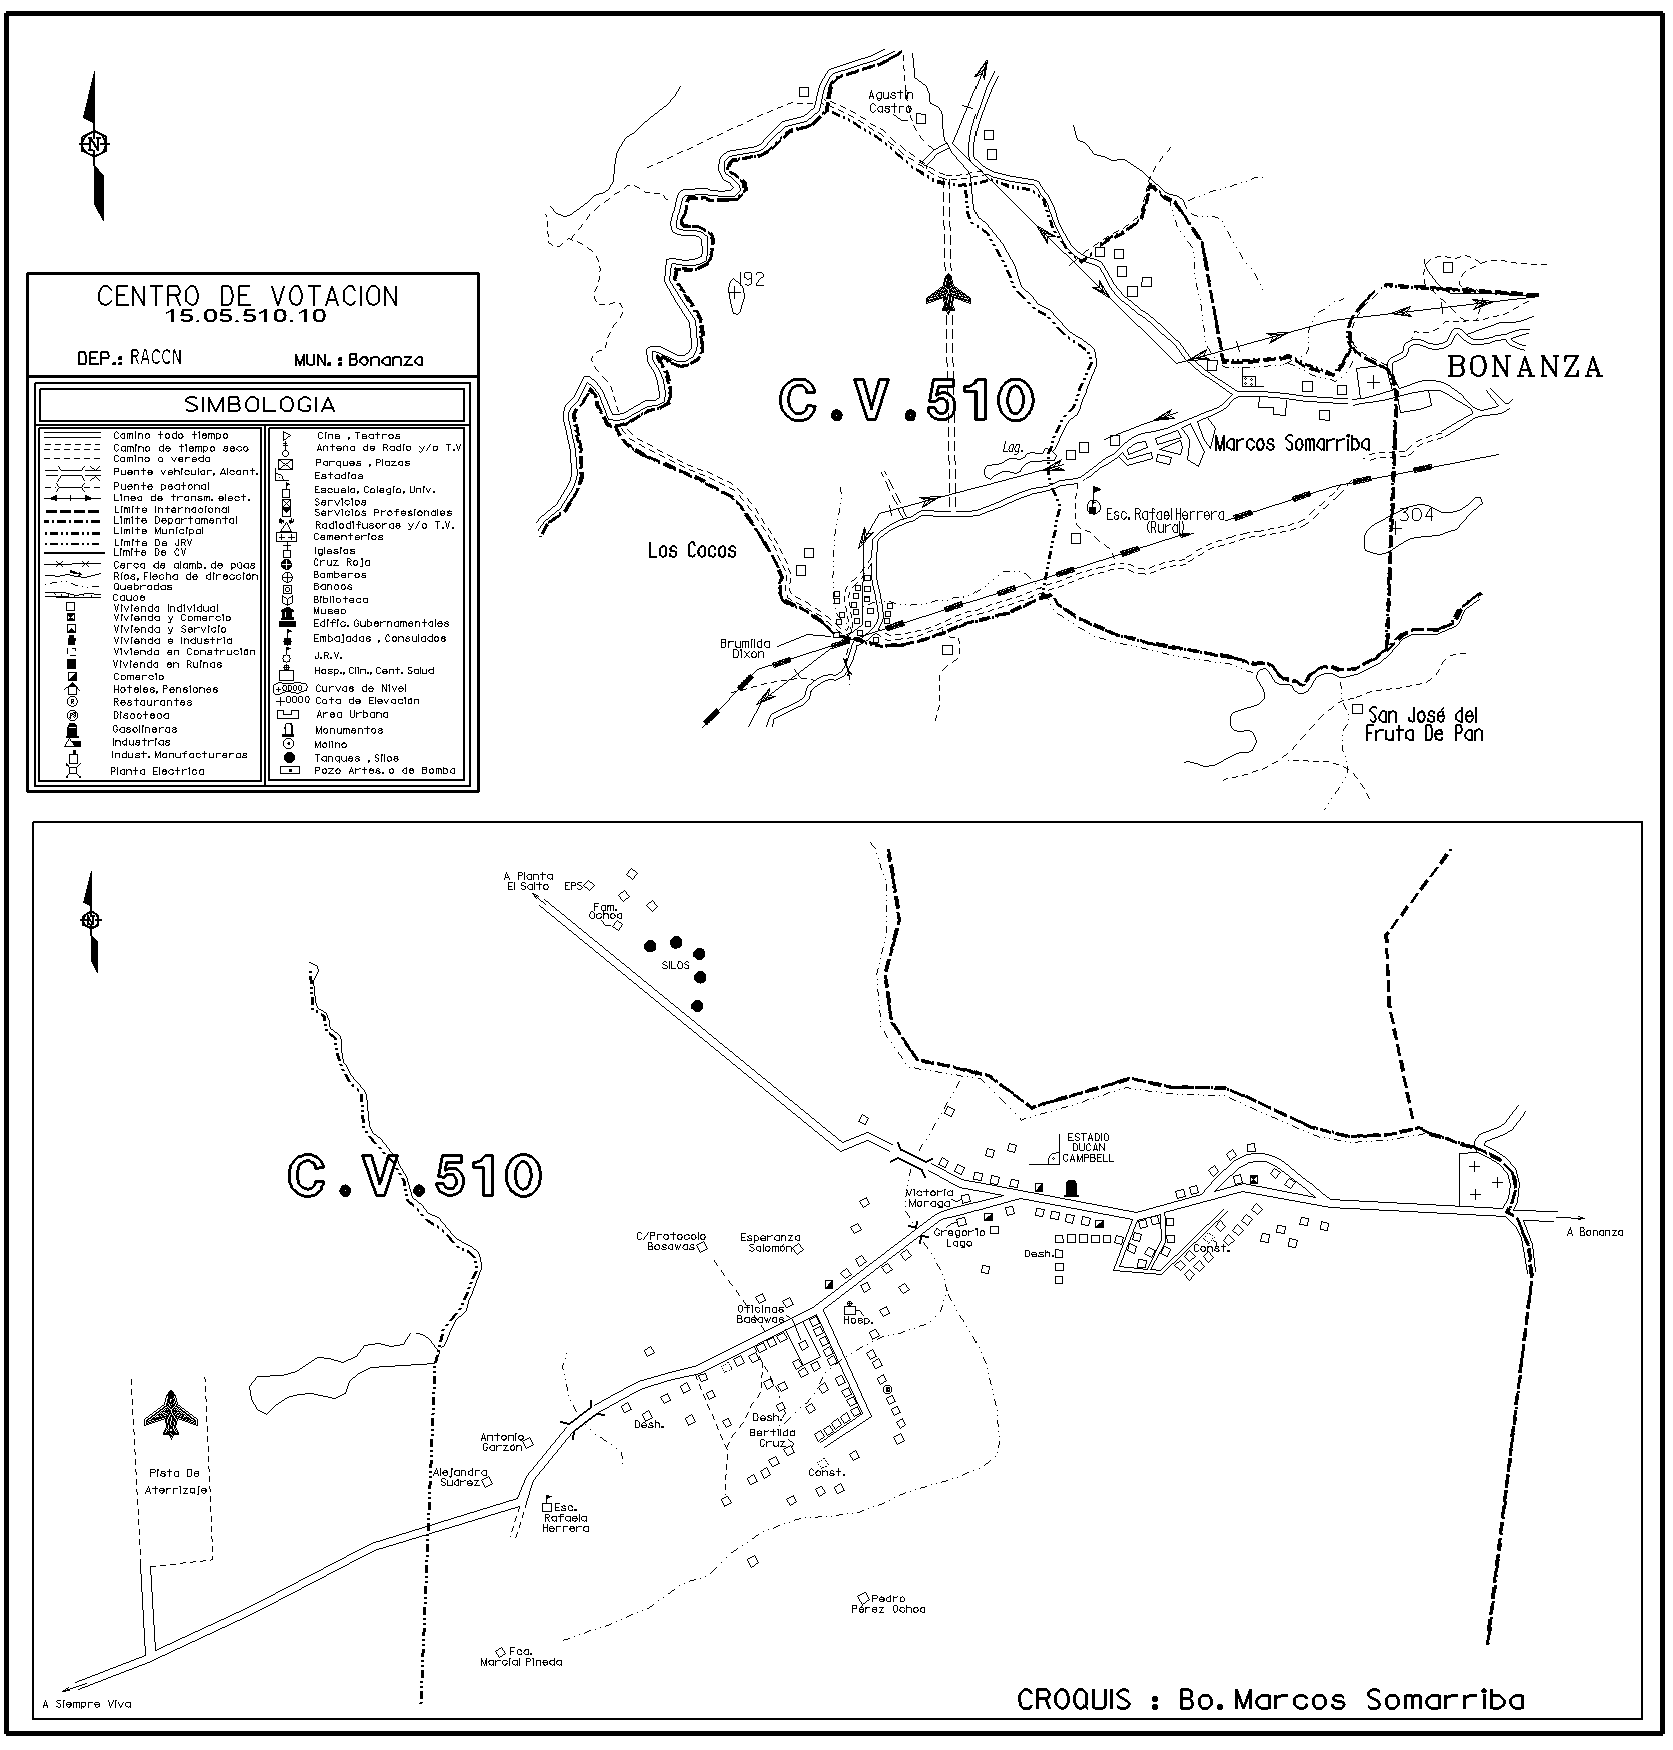 N
CENTRO DE VOTACION
15.05.510.10
DEP.: RACCN
MUN.: Bonanza
SIMBOLOGIA
Camino todo tiempo
Camino de tiempo seco
Camino o vereda
Puente vehicular, Alcant.
Puente peatonal
Linea de transm. elect.
Limite Internacional
Limite Departamental
Limite Municipal
Limite De JRV
Limite De CV
Cerca de alamb. de púas
Ríos, Flecha de dirección
Quebradas
Cauce
Vivienda Individual
Vivienda y Comercio
Vivienda y Servicio
Vivienda e Industria
Vivienda en Construcción
Vivienda en Ruinas
Comercio
Hoteles, Pensiones
Restaurantes
Discoteca
Gasolineras
Industrias
Indust. Manufactureras
Planta Electrica
Cine, Teatros
Antena de Radio y/o T.V
Parques, Plazas
Estadios
Escuela, Colegio, Univ.
Servicios
Servicios Profesionales
Radiodifusoras y/o T.V.
Cementerios
Iglesias
Cruz Roja
Bomberos
Bancos
Biblioteca
Museo
Edific. Gubernamentales
Embajadas, Consulados
J.R.V.
Hosp., Clin., Cent. Salud
Curvas de Nivel
Cota de Elevación
Area Urbana
Monumentos
Molino
Tanques, Silos
Pozo Artes. o de Bomba
Agustin
Castro
192
C.V.510
BONANZA
Marcos Somarriba
Lag.
Esc. Rafael Herrera
(Rural)
304
Los Cocos
Brumilda
Dixon
San José del
Fruta De Pan
N
A Planta
El Salto
EPS
Fam.
Ochoa
SILOS
C.V.510
ESTADIO
DUCAN
CAMPBELL
Victoria
Moraga
Gregorio
Lago
Desh.
Const.
A Bonanza
C/Protocolo
Bosawas
Esperanza
Salomón
Oficinas
Bosawas
Hosp.
Desh.
Desh.
Bertilda
Cruz
Const.
Antonio
Garzón
Alejandra
Suárez
Pista De
Aterrizaje
Esc.
Rafaela
Herrera
Pedro
Pérez Ochoa
Fca.
Marcial Pineda
A Siempre Viva
CROQUIS : Bo. Marcos Somarriba